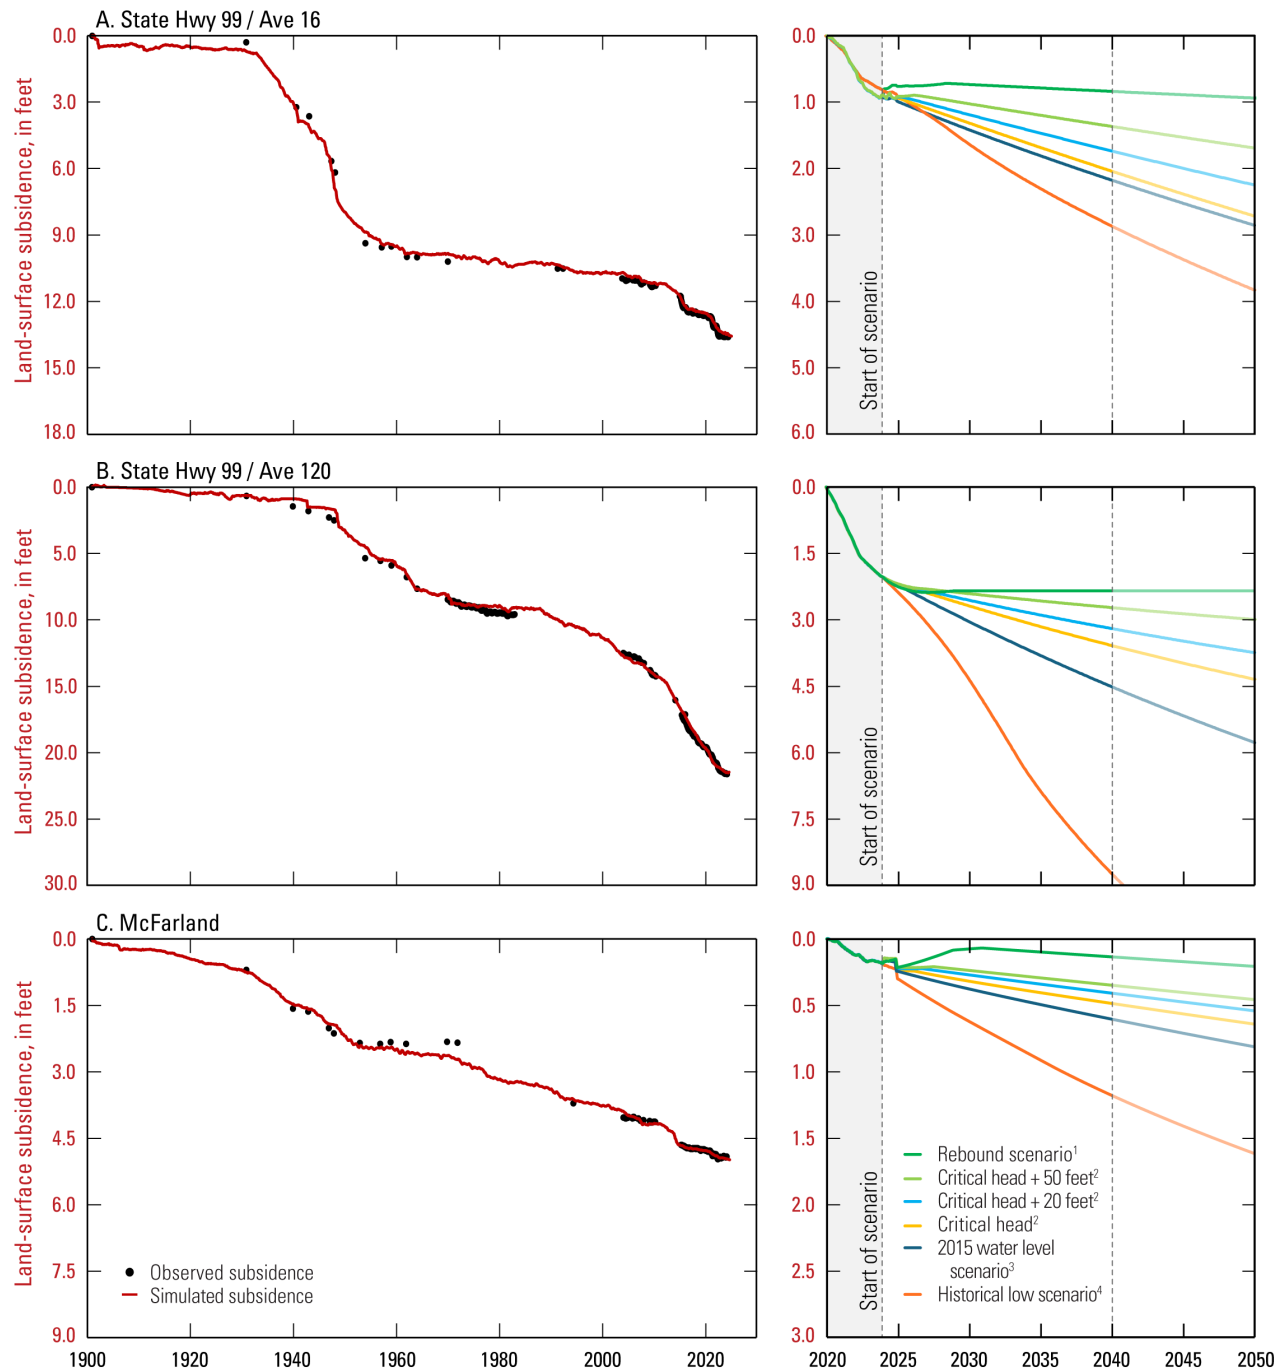 A. State Hwy 99 / Ave 16
Land-surface subsidence, in feet
0.0
3.0
6.0
9.0
12.0
15.0
18.0
0.0
1.0
2.0
3.0
4.0
5.0
6.0
Start of scenario
B. State Hwy 99 / Ave 120
Land-surface subsidence, in feet
0.0
5.0
10.0
15.0
20.0
25.0
30.0
0.0
1.5
3.0
4.5
6.0
7.5
9.0
Start of scenario
C. McFarland
Land-surface subsidence, in feet
0.0
1.5
3.0
4.5
6.0
7.5
9.0
Observed subsidence
Simulated subsidence
1900 1920 1940 1960 1980 2000 2020
0.0
0.5
1.0
1.5
2.0
2.5
3.0
Start of scenario
Rebound scenario¹
Critical head + 50 feet²
Critical head + 20 feet²
Critical head²
2015 water level
scenario³
Historical low scenario⁴
2020 2025 2030 2035 2040 2045 2050